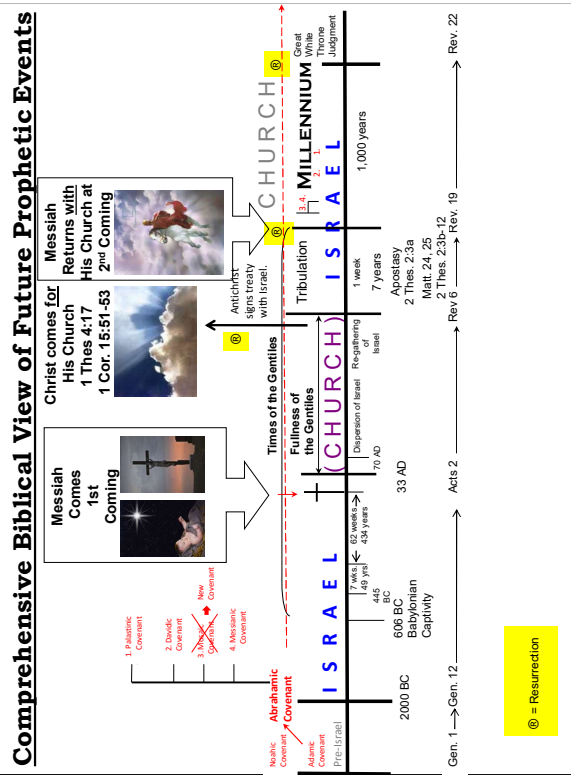 Comprehensive Biblical View of Future Prophetic Events
Messiah
Comes
1st
Coming
Christ comes for
His Church
1 Thes 4:17
1 Cor. 15:51-53
Messiah
Returns with
His Church at
2nd Coming
1. Palastinic
Covenant
2. Davidic
Covenant
3. Mosaic
Covenant
New
Covenant
4. Messianic
Covenant
Abrahamic
Covenant
Noahic
Covenant
Adamic
Covenant
Times of the Gentiles
Fullness of
the Gentiles
®
Antichrist
signs treaty
with Israel.
®
CHURCH
®
Tribulation
3.
4.
2.
1.
MILLENNIUM
Great
White
Throne
Judgment
Pre-Israel
ISRAEL
(CHURCH)
ISRAEL
7 wks.
49 yrs
62 weeks
434 years
Dispersion of Israel
Re-gathering
of
Israel
1 week
7 years
1,000 years
2000 BC
606 BC
Babylonian
Captivity
445
BC
33 AD
70 AD
Apostasy
2 Thes. 2:3a
Matt. 24, 25
2 Thes. 2:3b-12
Gen. 1
Gen. 12
Acts 2
Rev 6
Rev. 19
Rev. 22
® = Resurrection